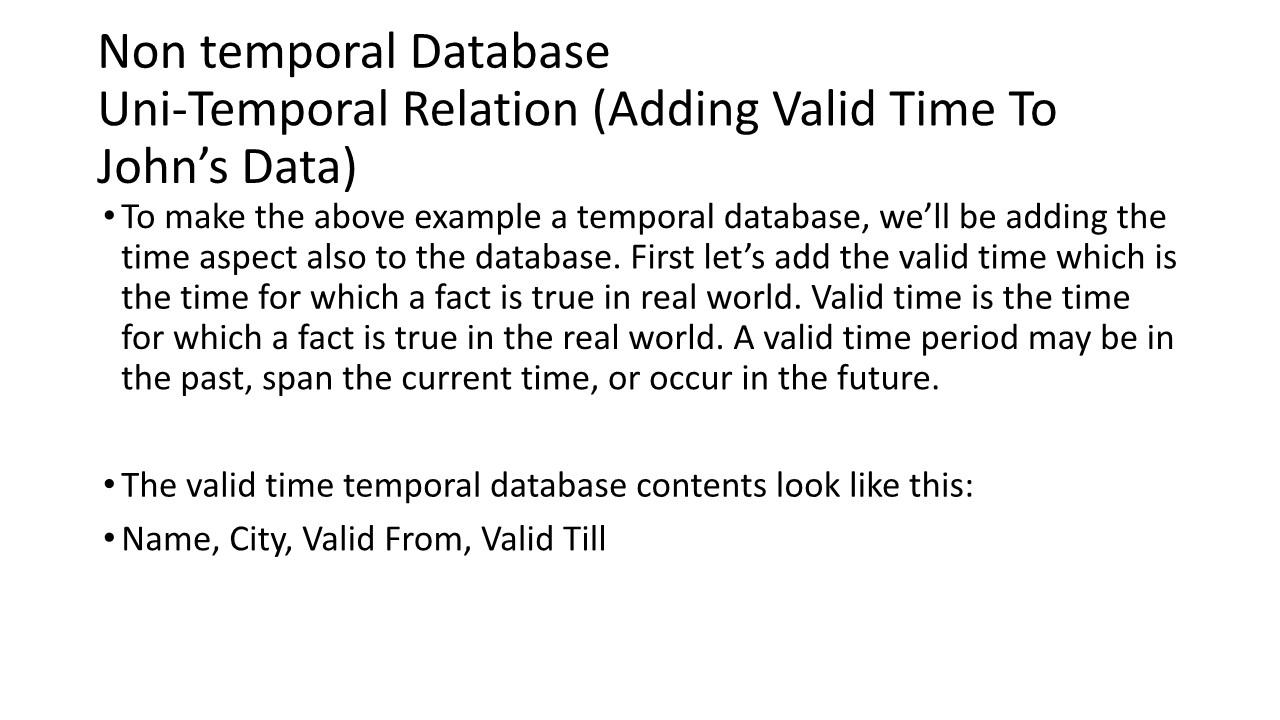 Non temporal Database
Uni-Temporal Relation (Adding Valid Time To
John’s Data)
• To make the above example a temporal database, we’ll be adding the
time aspect also to the database. First let’s add the valid time which is
the time for which a fact is true in real world. Valid time is the time
for which a fact is true in the real world. A valid time period may be in
the past, span the current time, or occur in the future.
• The valid time temporal database contents look like this:
• Name, City, Valid From, Valid Till